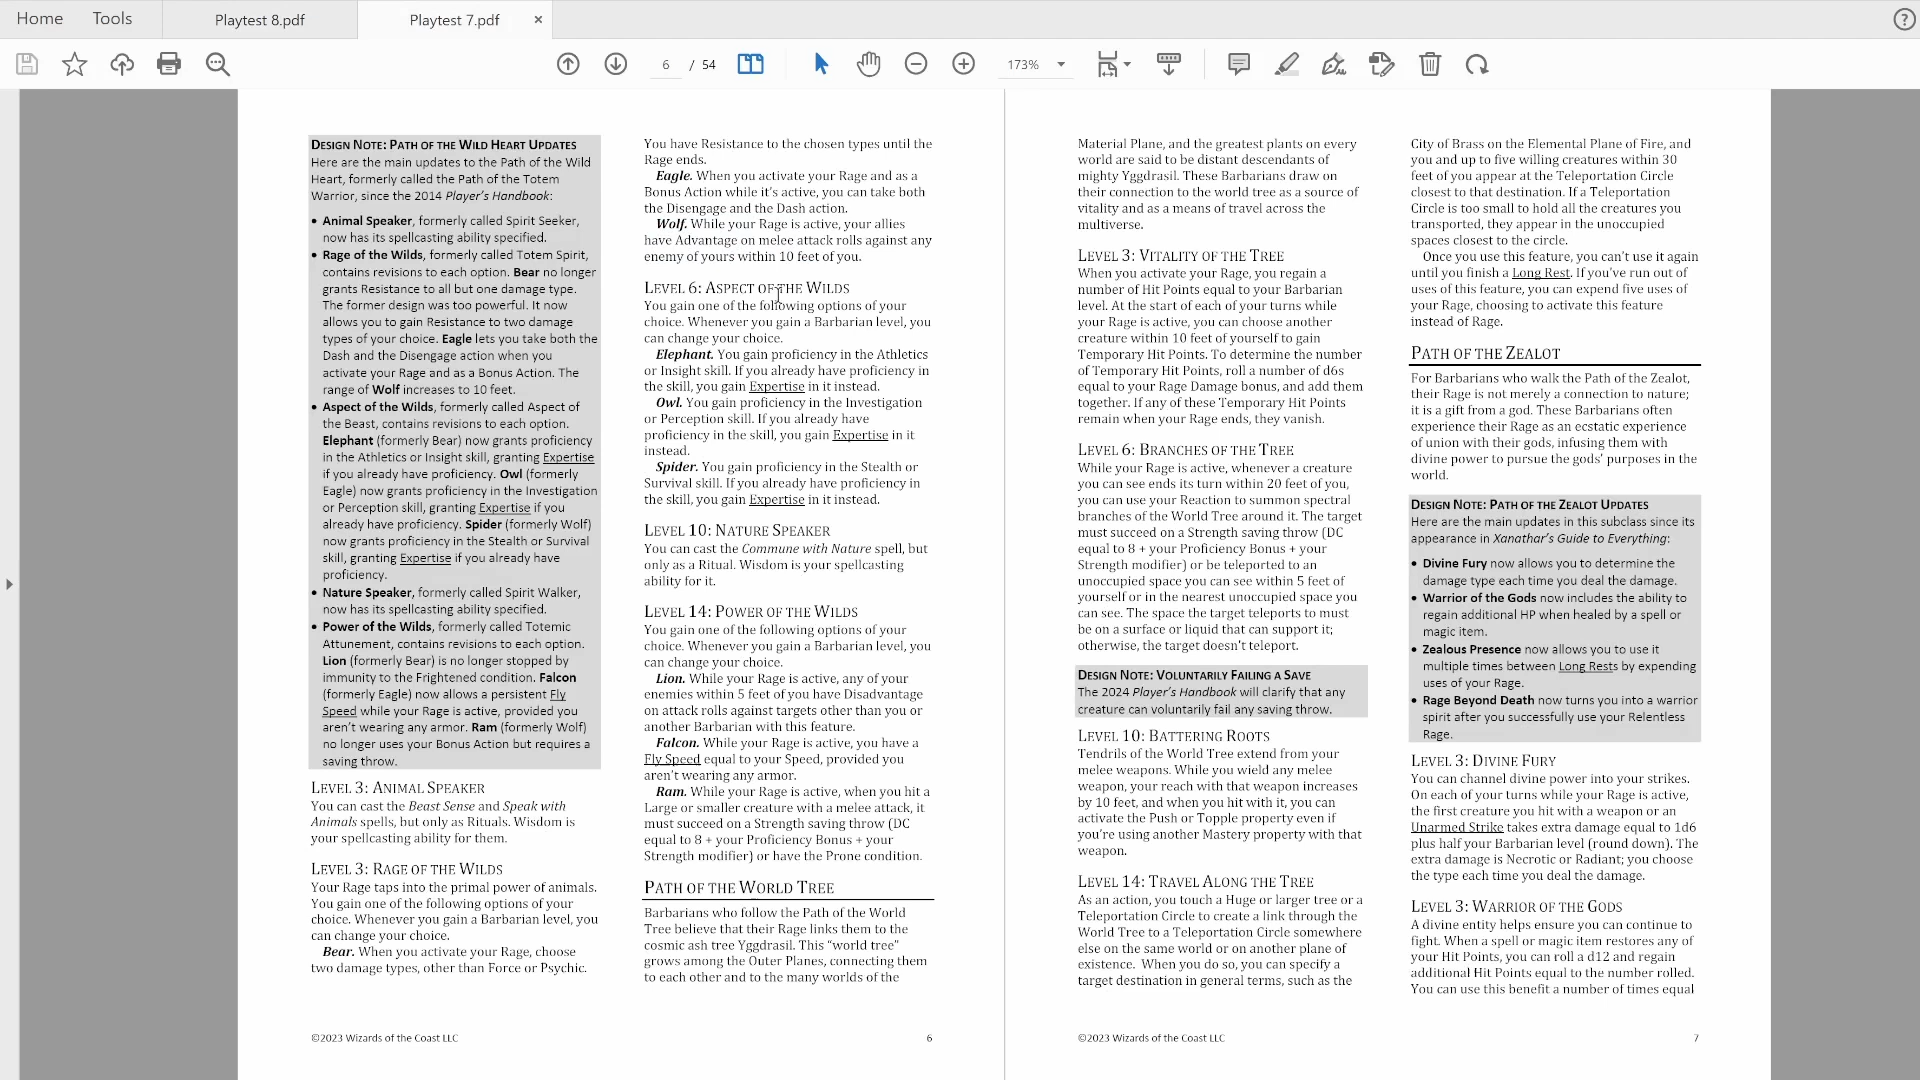 Home
Tools
Playtest 8.pdf
Playtest 7.pdf
×
?
6
/ 54
173%
DESIGN NOTE: PATH OF THE WILD HEART UPDATES
Here are the main updates to the Path of the Wild
Heart, formerly called the Path of the Totem
Warrior, since the 2014 Player's Handbook:
• Animal Speaker, formerly called Spirit Seeker,
now has its spellcasting ability specified.
• Rage of the Wilds, formerly called Totem Spirit,
contains revisions to each option. Bear no longer
grants Resistance to all but one damage type.
The former design was too powerful. It now
allows you to gain Resistance to two damage
types of your choice. Eagle lets you take both the
Dash and the Disengage action when you
activate your Rage and as a Bonus Action. The
range of Wolf increases to 10 feet.
• Aspect of the Wilds, formerly called Aspect of
the Beast, contains revisions to each option.
Elephant (formerly Bear) now grants proficiency
in the Athletics or Insight skill, granting Expertise
if you already have proficiency. Owl (formerly
Eagle) now grants proficiency in the Investigation
or Perception skill, granting Expertise if you
already have proficiency. Spider (formerly Wolf)
now grants proficiency in the Stealth or Survival
skill, granting Expertise if you already have
proficiency.
• Nature Speaker, formerly called Spirit Walker,
now has its spellcasting ability specified.
• Power of the Wilds, formerly called Totemic
Attunement, contains revisions to each option.
Lion (formerly Bear) is no longer stopped by
immunity to the Frightened condition. Falcon
(formerly Eagle) now allows a persistent Fly
Speed while your Rage is active, provided you
aren't wearing any armor. Ram (formerly Wolf)
no longer uses your Bonus Action but requires a
saving throw.
LEVEL 3: ANIMAL SPEAKER
You can cast the Beast Sense and Speak with
Animals spells, but only as Rituals. Wisdom is
your spellcasting ability for them.
LEVEL 3: RAGE OF THE WILDS
Your Rage taps into the primal power of animals.
You gain one of the following options of your
choice. Whenever you gain a Barbarian level, you
can change your choice.
Bear. When you activate your Rage, choose
two damage types, other than Force or Psychic.
You have Resistance to the chosen types until the
Rage ends.
Eagle. When you activate your Rage and as a
Bonus Action while it's active, you can take both
the Disengage and the Dash action.
Wolf. While your Rage is active, your allies
have Advantage on melee attack rolls against any
enemy of yours within 10 feet of you.
LEVEL 6: ASPECT OF THE WILDS
You gain one of the following options of your
choice. Whenever you gain a Barbarian level, you
can change your choice.
Elephant. You gain proficiency in the Athletics
or Insight skill. If you already have proficiency in
the skill, you gain Expertise in it instead.
Owl. You gain proficiency in the Investigation
or Perception skill. If you already have
proficiency in the skill, you gain Expertise in it
instead.
Spider. You gain proficiency in the Stealth or
Survival skill. If you already have proficiency in
the skill, you gain Expertise in it instead.
LEVEL 10: NATURE SPEAKER
You can cast the Commune with Nature spell, but
only as a Ritual. Wisdom is your spellcasting
ability for it.
LEVEL 14: POWER OF THE WILDS
You gain one of the following options of your
choice. Whenever you gain a Barbarian level, you
can change your choice.
Lion. While your Rage is active, any of your
enemies within 5 feet of you have Disadvantage
on attack rolls against targets other than you or
another Barbarian with this feature.
Falcon. While your Rage is active, you have a
Fly Speed equal to your Speed, provided you
aren't wearing any armor.
Ram. While your Rage is active, when you hit a
Large or smaller creature with a melee attack, it
must succeed on a Strength saving throw (DC
equal to 8 + your Proficiency Bonus + your
Strength modifier) or have the Prone condition.
PATH OF THE WORLD TREE
Barbarians who follow the Path of the World
Tree believe that their Rage links them to the
cosmic ash tree Yggdrasil. This “world tree”
grows among the Outer Planes, connecting them
to each other and to the many worlds of the
©2023 Wizards of the Coast LLC
6
Material Plane, and the greatest plants on every
world are said to be distant descendants of
mighty Yggdrasil. These Barbarians draw on
their connection to the world tree as a source of
vitality and as a means of travel across the
multiverse.
LEVEL 3: VITALITY OF THE TREE
When you activate your Rage, you regain a
number of Hit Points equal to your Barbarian
level. At the start of each of your turns while
your Rage is active, you can choose another
creature within 10 feet of yourself to gain
Temporary Hit Points. To determine the number
of Temporary Hit Points, roll a number of d6s
equal to your Rage Damage bonus, and add them
together. If any of these Temporary Hit Points
remain when your Rage ends, they vanish.
LEVEL 6: BRANCHES OF THE TREE
While your Rage is active, whenever a creature
you can see ends its turn within 20 feet of you,
you can use your Reaction to summon spectral
branches of the World Tree around it. The target
must succeed on a Strength saving throw (DC
equal to 8 + your Proficiency Bonus + your
Strength modifier) or be teleported to an
unoccupied space you can see within 5 feet of
yourself or in the nearest unoccupied space you
can see. The space the target teleports to must
be on a surface or liquid that can support it;
otherwise, the target doesn't teleport.
DESIGN NOTE: VOLUNTARILY FAILING A SAVE
The 2024 Player's Handbook will clarify that any
creature can voluntarily fail any saving throw.
LEVEL 10: BATTERING ROOTS
Tendrils of the World Tree extend from your
melee weapons. While you wield any melee
weapon, your reach with that weapon increases
by 10 feet, and when you hit with it, you can
activate the Push or Topple property even if
you're using another Mastery property with that
weapon.
LEVEL 14: TRAVEL ALONG THE TREE
As an action, you touch a Huge or larger tree or a
Teleportation Circle to create a link through the
World Tree to a Teleportation Circle somewhere
else on the same world or on another plane of
existence. When you do so, you can specify a
target destination in general terms, such as the
City of Brass on the Elemental Plane of Fire, and
you and up to five willing creatures within 30
feet of you appear at the Teleportation Circle
closest to that destination. If a Teleportation
Circle is too small to hold all the creatures you
transported, they appear in the unoccupied
spaces closest to the circle.
Once you use this feature, you can't use it again
until you finish a Long Rest. If you've run out of
uses of this feature, you can expend five uses of
your Rage, choosing to activate this feature
instead of Rage.
PATH OF THE ZEALOT
For Barbarians who walk the Path of the Zealot,
their Rage is not merely a connection to nature;
it is a gift from a god. These Barbarians often
experience their Rage as an ecstatic experience
of union with their gods, infusing them with
divine power to pursue the gods' purposes in the
world.
DESIGN NOTE: PATH OF THE ZEALOT UPDATES
Here are the main updates in this subclass since its
appearance in Xanathar's Guide to Everything:
• Divine Fury now allows you to determine the
damage type each time you deal the damage.
• Warrior of the Gods now includes the ability to
regain additional HP when healed by a spell or
magic item.
• Zealous Presence now allows you to use it
multiple times between Long Rests by expending
uses of your Rage.
• Rage Beyond Death now turns you into a warrior
spirit after you successfully use your Relentless
Rage.
LEVEL 3: DIVINE FURY
You can channel divine power into your strikes.
On each of your turns while your Rage is active,
the first creature you hit with a weapon or an
Unarmed Strike takes extra damage equal to 1d6
plus half your Barbarian level (round down). The
extra damage is Necrotic or Radiant; you choose
the type each time you deal the damage.
LEVEL 3: WARRIOR OF THE GODS
A divine entity helps ensure you can continue to
fight. When a spell or magic item restores any of
your Hit Points, you can roll a d12 and regain
additional Hit Points equal to the number rolled.
You can use this benefit a number of times equal
©2023 Wizards of the Coast LLC
7